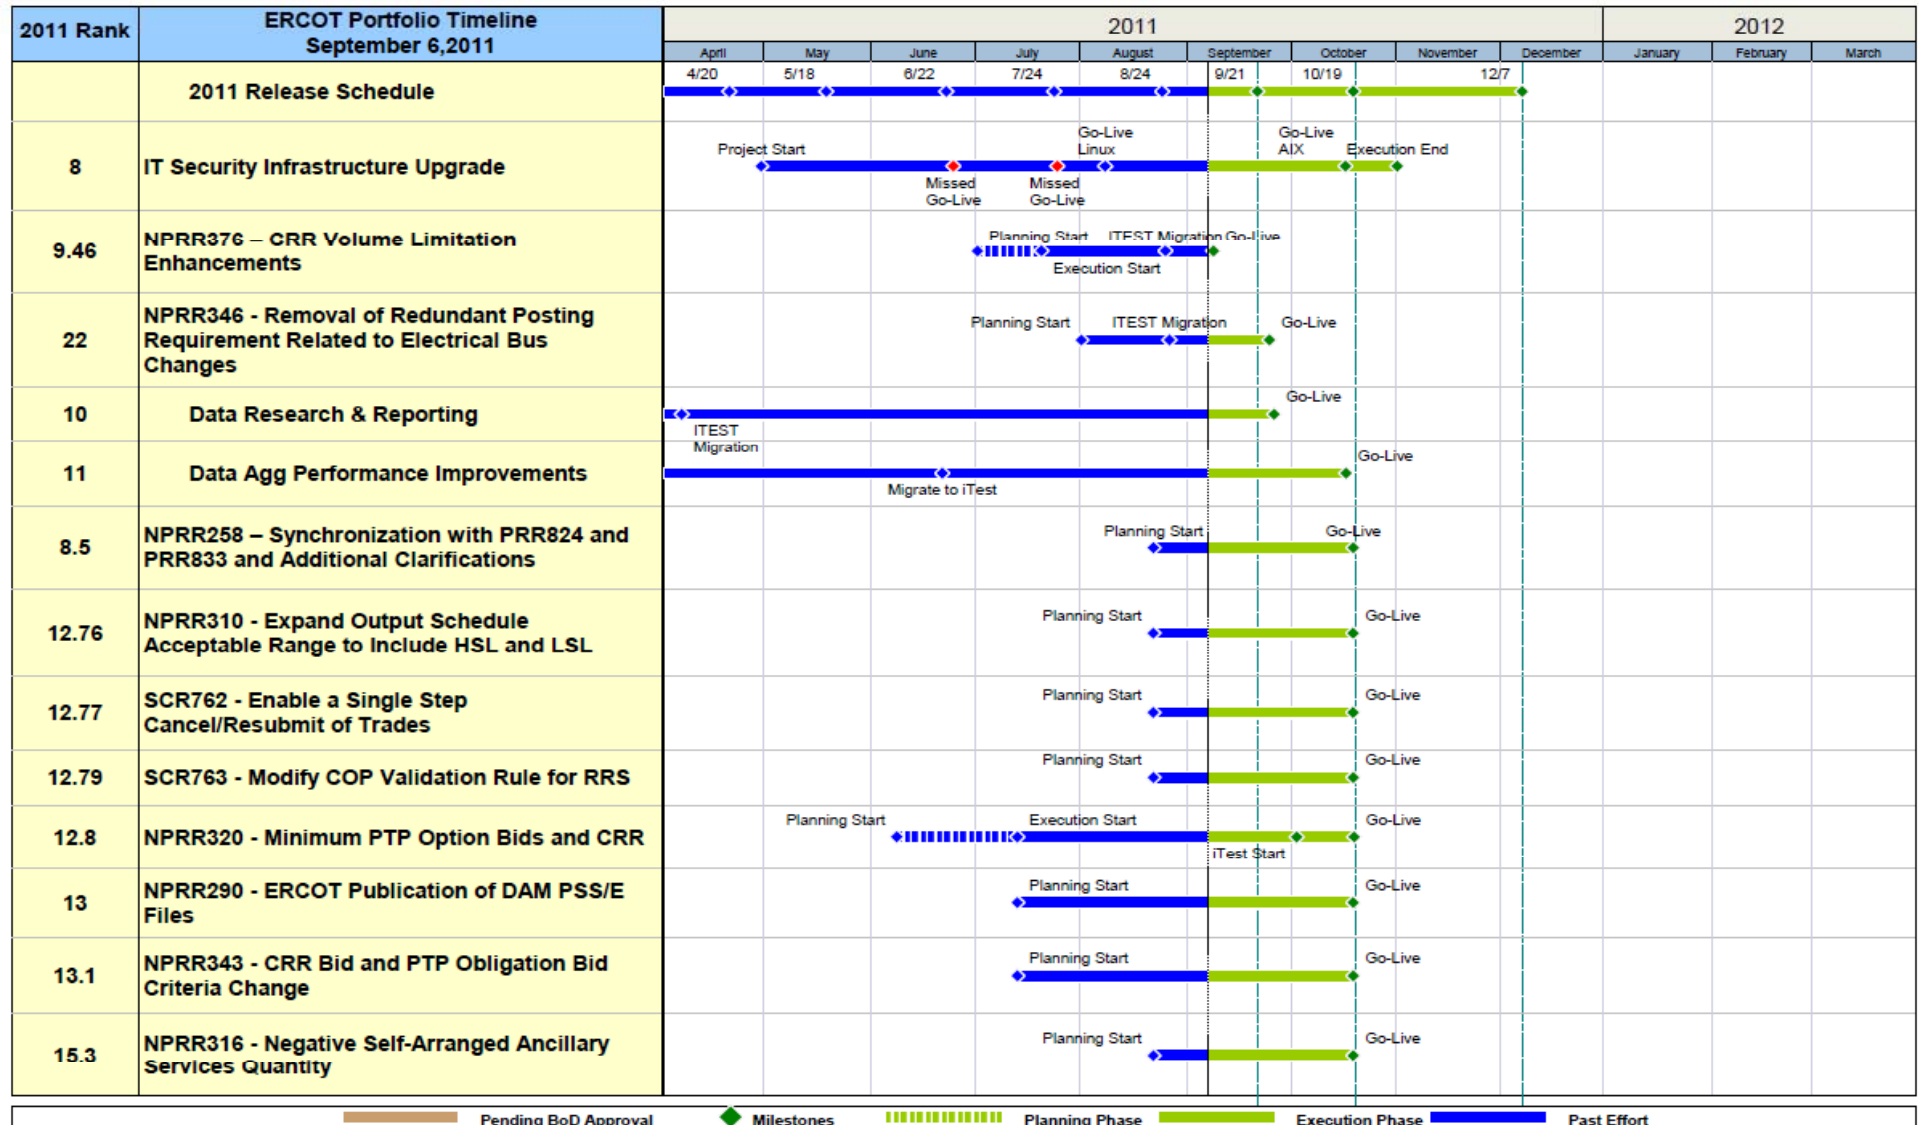 2011 Rank
ERCOT Portfolio Timeline
September 6,2011
2011
2012
April May June July August September October November December January February March
4/20 5/18 6/22 7/24 8/24 9/21 10/19 12/7
2011 Release Schedule
8
IT Security Infrastructure Upgrade
Project Start
Missed
Go-Live
Missed
Go-Live
Go-Live
Linux
Go-Live
AIX
Execution End
9.46
NPRR376 – CRR Volume Limitation
Enhancements
Planning Start ITEST Migration Go-Live
Execution Start
22
NPRR346 - Removal of Redundant Posting
Requirement Related to Electrical Bus
Changes
Planning Start ITEST Migration Go-Live
10
Data Research & Reporting
ITEST
Migration
Go-Live
11
Data Agg Performance Improvements
Migrate to iTest
Go-Live
8.5
NPRR258 – Synchronization with PRR824 and
PRR833 and Additional Clarifications
Planning Start Go-Live
12.76
NPRR310 - Expand Output Schedule
Acceptable Range to Include HSL and LSL
Planning Start Go-Live
12.77
SCR762 - Enable a Single Step
Cancel/Resubmit of Trades
Planning Start Go-Live
12.79
SCR763 - Modify COP Validation Rule for RRS
Planning Start Go-Live
12.8
NPRR320 - Minimum PTP Option Bids and CRR
Planning Start Execution Start Go-Live
iTest Start
13
NPRR290 - ERCOT Publication of DAM PSS/E
Files
Planning Start Go-Live
13.1
NPRR343 - CRR Bid and PTP Obligation Bid
Criteria Change
Planning Start Go-Live
15.3
NPRR316 - Negative Self-Arranged Ancillary
Services Quantity
Planning Start Go-Live
Pending BoD Approval Milestones Planning Phase Execution Phase Past Effort